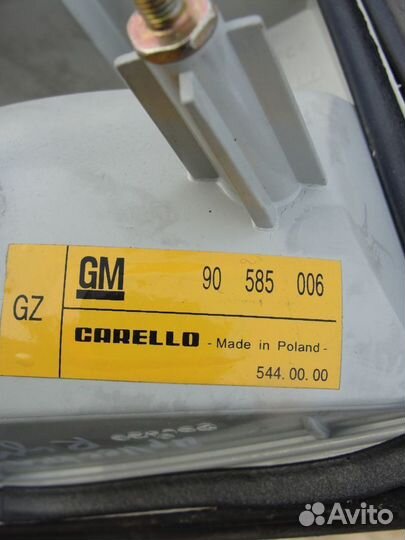 GM 90 585 006
GZ
CARELLO - Made in Poland -
544.00.00
Avito